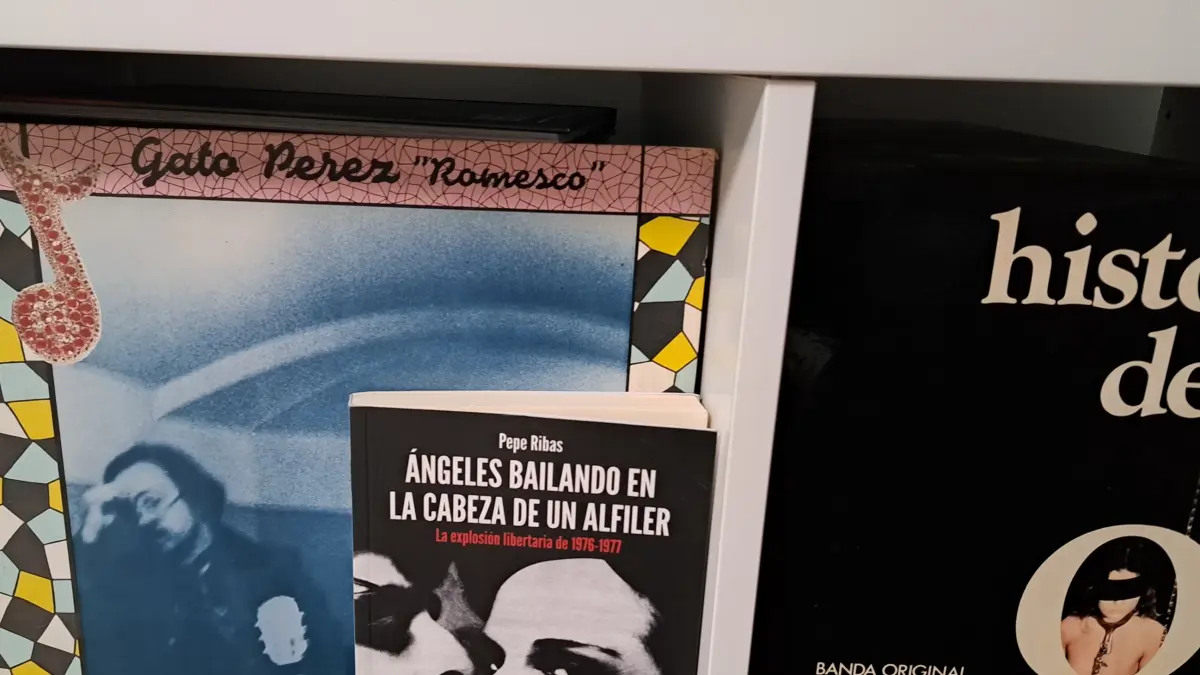 Gato Perez "Romesco"
Pepe Ribas
ÁNGELES BAILANDO EN
LA CABEZA DE UN ALFILER
La explosión libertaria de 1976-1977
histo
de
O
BANDA ORIGINAL